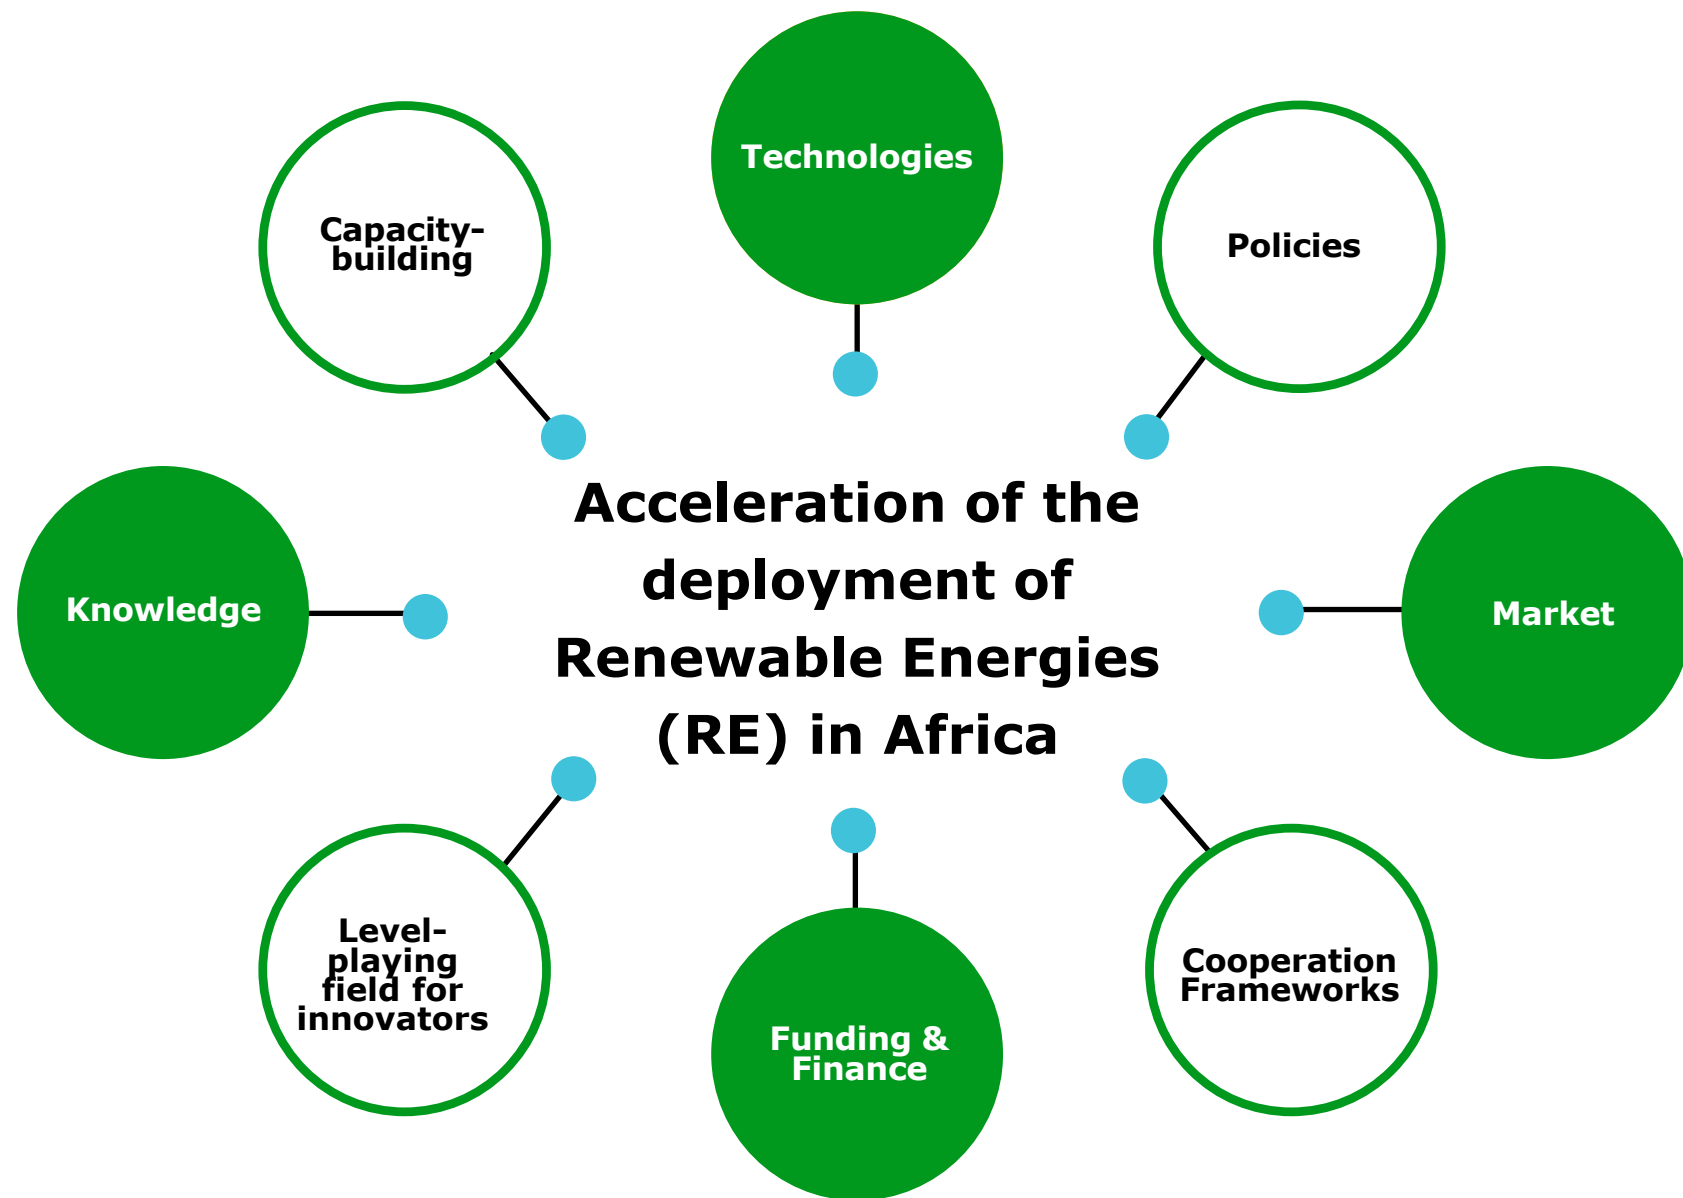 Technologies
Capacity-
building
Policies
Acceleration of the
deployment of
Renewable Energies
(RE) in Africa
Knowledge
Market
Level-
playing
field for
innovators
Cooperation
Frameworks
Funding &
Finance